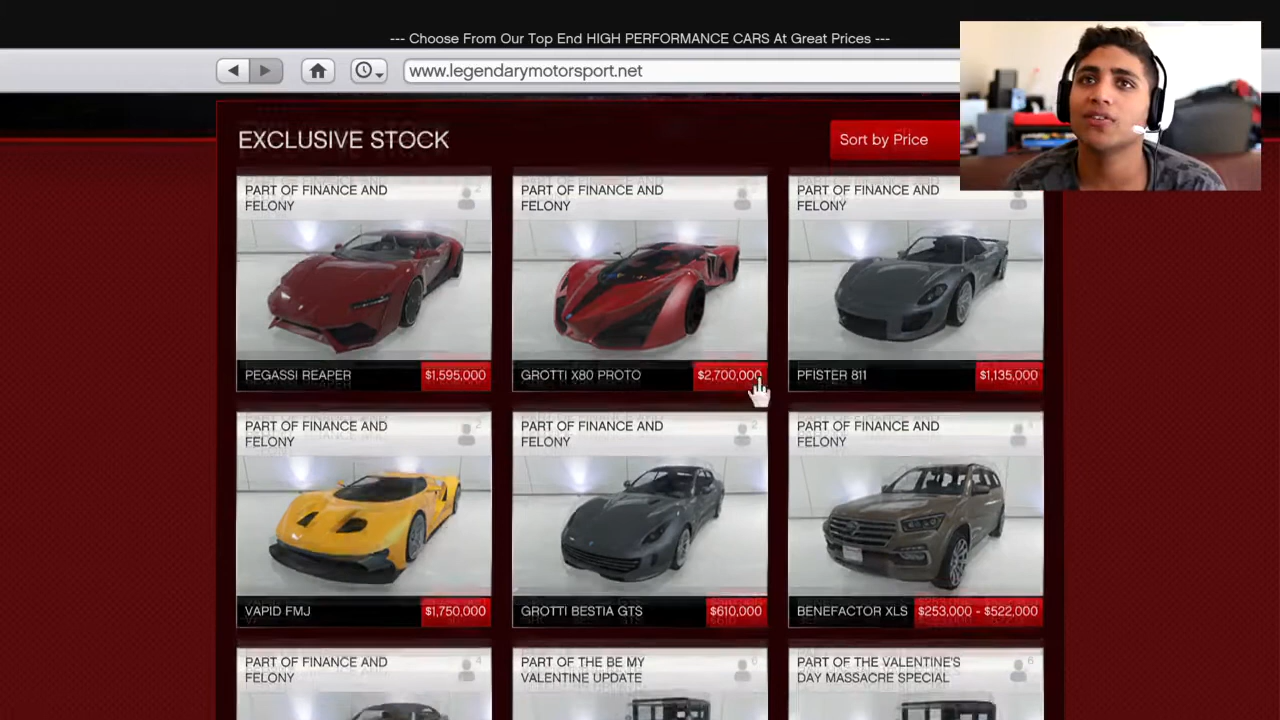 --- Choose From Our Top End HIGH PERFORMANCE CARS At Great Prices ---
www.legendarymotorsport.net
EXCLUSIVE STOCK
Sort by Price
PART OF FINANCE AND
FELONY
2
PEGASSI REAPER
$1,595,000
PART OF FINANCE AND
FELONY
GROTTI X80 PROTO
$2,700,000
PART OF FINANCE AND
FELONY
PFISTER 811
$1,135,000
PART OF FINANCE AND
FELONY
2
VAPID FMJ
$1,750,000
PART OF FINANCE AND
FELONY
2
GROTTI BESTIA GTS
$610,000
PART OF FINANCE AND
FELONY
BENEFACTOR XLS
$253,000 - $522,000
PART OF FINANCE AND
FELONY
4
PART OF THE BE MY
VALENTINE UPDATE
PART OF THE VALENTINE'S
DAY MASSACRE SPECIAL
6